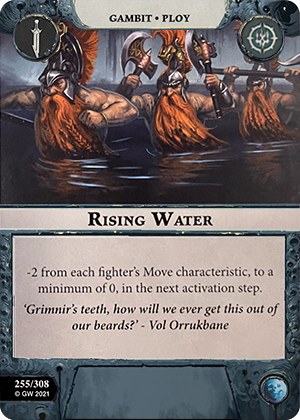 GAMBIT • PLOY
RISING WATER
-2 from each fighter's Move characteristic, to a
minimum of 0, in the next activation step.
'Grimnir's teeth, how will we ever get this out of
our beards?' - Vol Orrukbane
255/308
© GW 2021